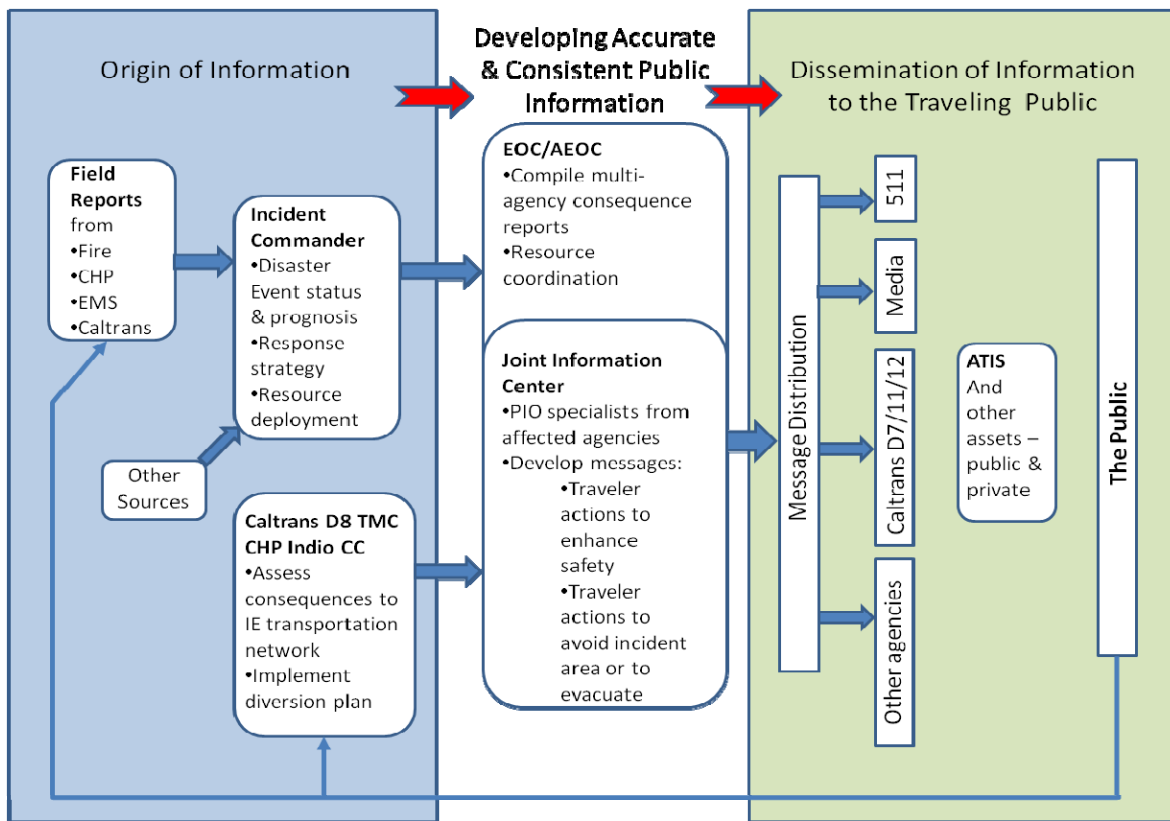 Origin of Information
Developing Accurate
& Consistent Public
Information
Dissemination of Information
to the Traveling Public
Field
Reports
from
•Fire
•CHP
•EMS
•Caltrans
Other
Sources
Incident
Commander
•Disaster
Event status
& prognosis
•Response
strategy
•Resource
deployment
Caltrans D8 TMC
CHP Indio CC
•Assess
consequences to
IE transportation
network
•Implement
diversion plan
EOC/AEOC
•Compile multi-
agency consequence
reports
•Resource
coordination
Joint Information
Center
•PIO specialists from
affected agencies
•Develop messages:
•Traveler
actions to
enhance
safety
•Traveler
actions to
avoid incident
area or to
evacuate
Message Distribution
511
Media
Caltrans D7/11/12
Other agencies
ATIS
And
other
assets –
public &
private
The Public